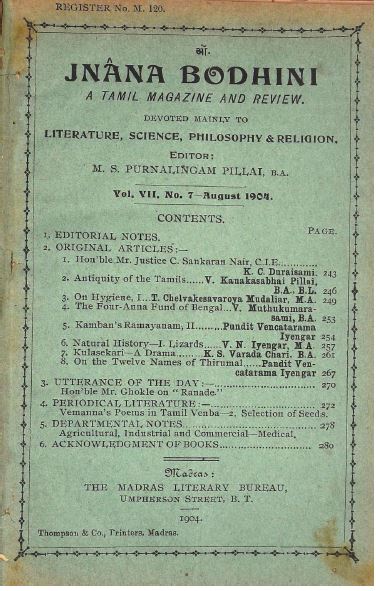 REGISTER No. M. 120.
ॐ.
JNÂNA BODHINI
A TAMIL MAGAZINE AND REVIEW.
DEVOTED MAINLY TO
LITERATURE, SCIENCE, PHILOSOPHY & RELIGION.
EDITOR:
M. S. PURNALINGAM PILLAI, B.A.
Vol. VII, No. 7—August 1904.
CONTENTS.
PAGE.
1. EDITORIAL NOTES.
2. ORIGINAL ARTICLES:—
1. Hon'ble Mr. Justice C. Sankaran Nair, C.I.E............
K. C. Duraisami. 243
2. Antiquity of the Tamils......V. Kanakasabhai Pillai,
B.A., B.L. 246
3. On Hygiene, I...T. Chelvakesavaroya Mudaliar, M.A. 249
4. The Four-Anna Fund of Bengal...V. Muthukumara-
sami, B.A. 253
5. Kamban's Ramayanam, II........Pundit Vencatarama
Iyengar 254
6. Natural History—I. Lizards......V. N. Iyengar, M.A. 257
7. Kulasekari—A Drama...... K. S. Varada Chari, B.A. 261
8. On the Twelve Names of Thirumal......Pandit Ven-
catarama Iyengar 267
3. UTTERANCE OF THE DAY:— 270
Hon'ble Mr. Ghokle on "Ranade."
4. PERIODICAL LITERATURE:— 272
Vemanna's Poems in Tamil Venba—2. Selection of Seeds.
5. DEPARTMENTAL NOTES 278
Agricultural, Industrial and Commercial—Medical.
6. ACKNOWLEDGMENT OF BOOKS 280
Madras:
THE MADRAS LITERARY BUREAU,
UMPHERSON STREET, B. T.
1904.
Thompson & Co., Printers, Madras.